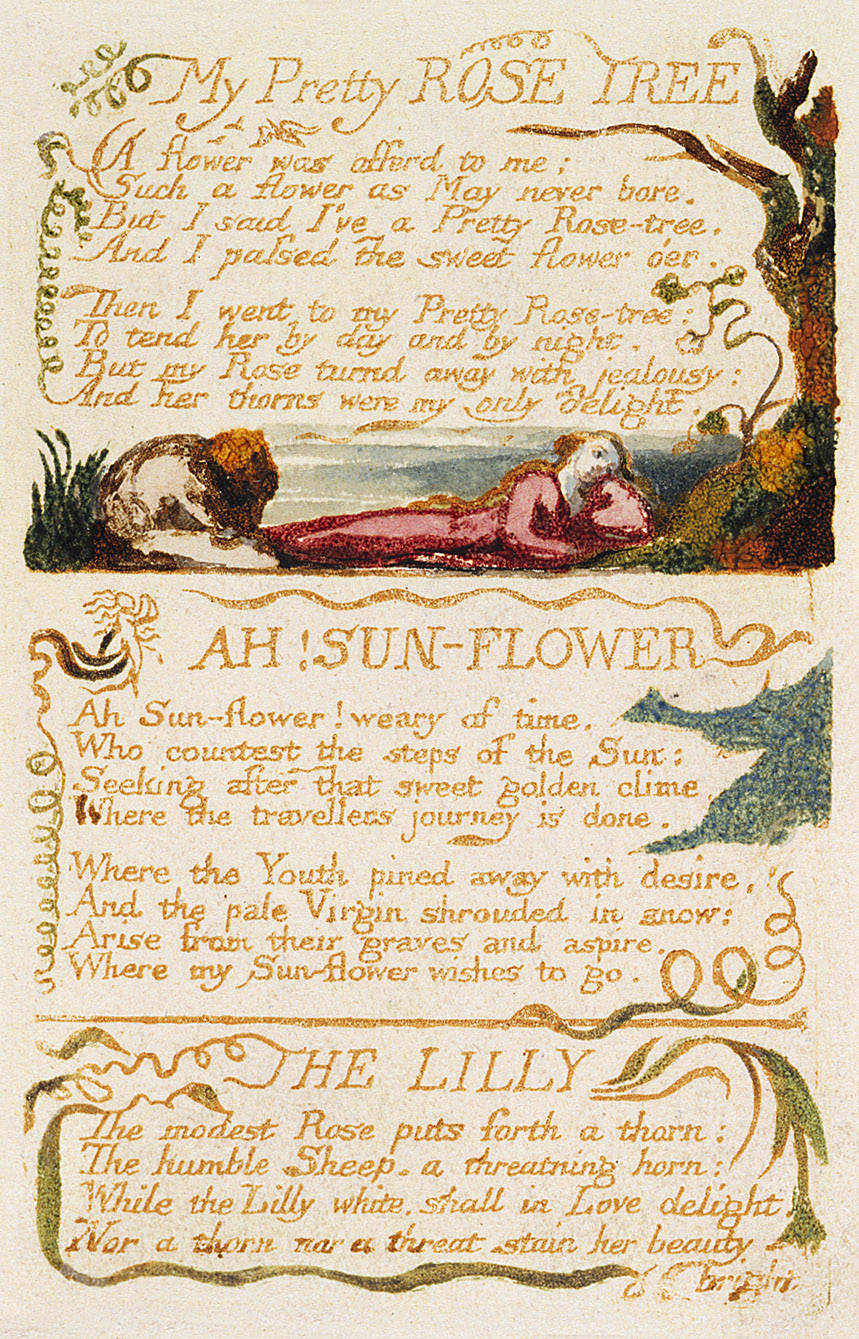 My Pretty ROSE TREE
A flower was offerd to me;
Such a flower as May never bore.
But I said I've a Pretty Rose-tree.
And I passed the sweet flower o'er.
Then I went to my Pretty Rose-tree:
To tend her by day and by night.
But my Rose turnd away with jealousy:
And her thorns were my only delight.
AH! SUN-FLOWER
Ah Sun-flower! weary of time.
Who countest the steps of the Sun:
Seeking after that sweet golden clime
Where the travellers journey is done.
Where the Youth pined away with desire,
And the pale Virgin shrouded in snow:
Arise from their graves and aspire.
Where my Sun-flower wishes to go.
THE LILLY
The modest Rose puts forth a thorn:
The humble Sheep. a threatning horn:
While the Lilly white, shall in Love delight,
Nor a thorn nor a threat stain her beauty
bright.